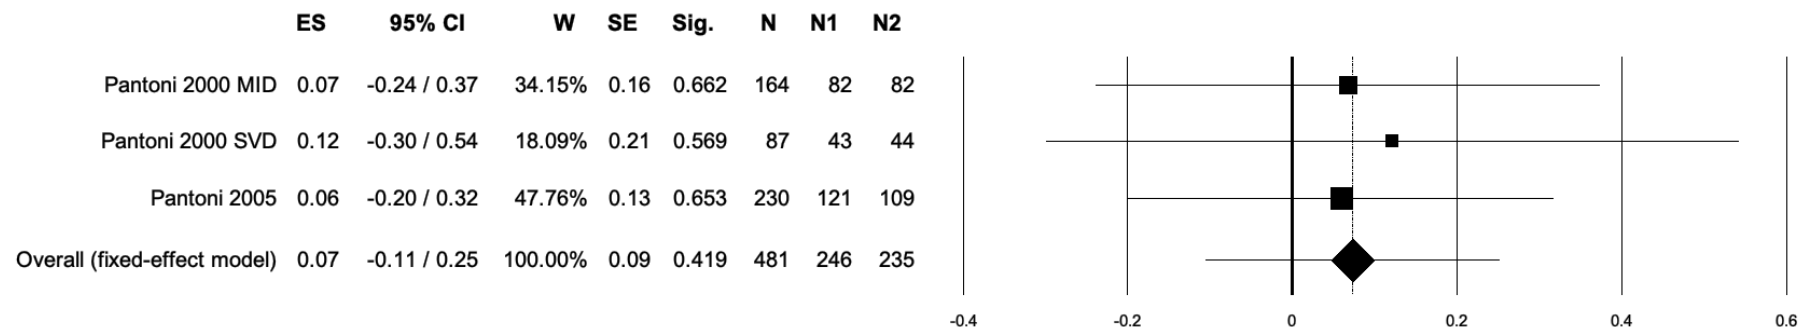 ES 95% CI W SE Sig. N N1 N2
Pantoni 2000 MID 0.07 -0.24 / 0.37 34.15% 0.16 0.662 164 82 82
Pantoni 2000 SVD 0.12 -0.30 / 0.54 18.09% 0.21 0.569 87 43 44
Pantoni 2005 0.06 -0.20 / 0.32 47.76% 0.13 0.653 230 121 109
Overall (fixed-effect model) 0.07 -0.11 / 0.25 100.00% 0.09 0.419 481 246 235
-0.4 -0.2 0 0.2 0.4 0.6